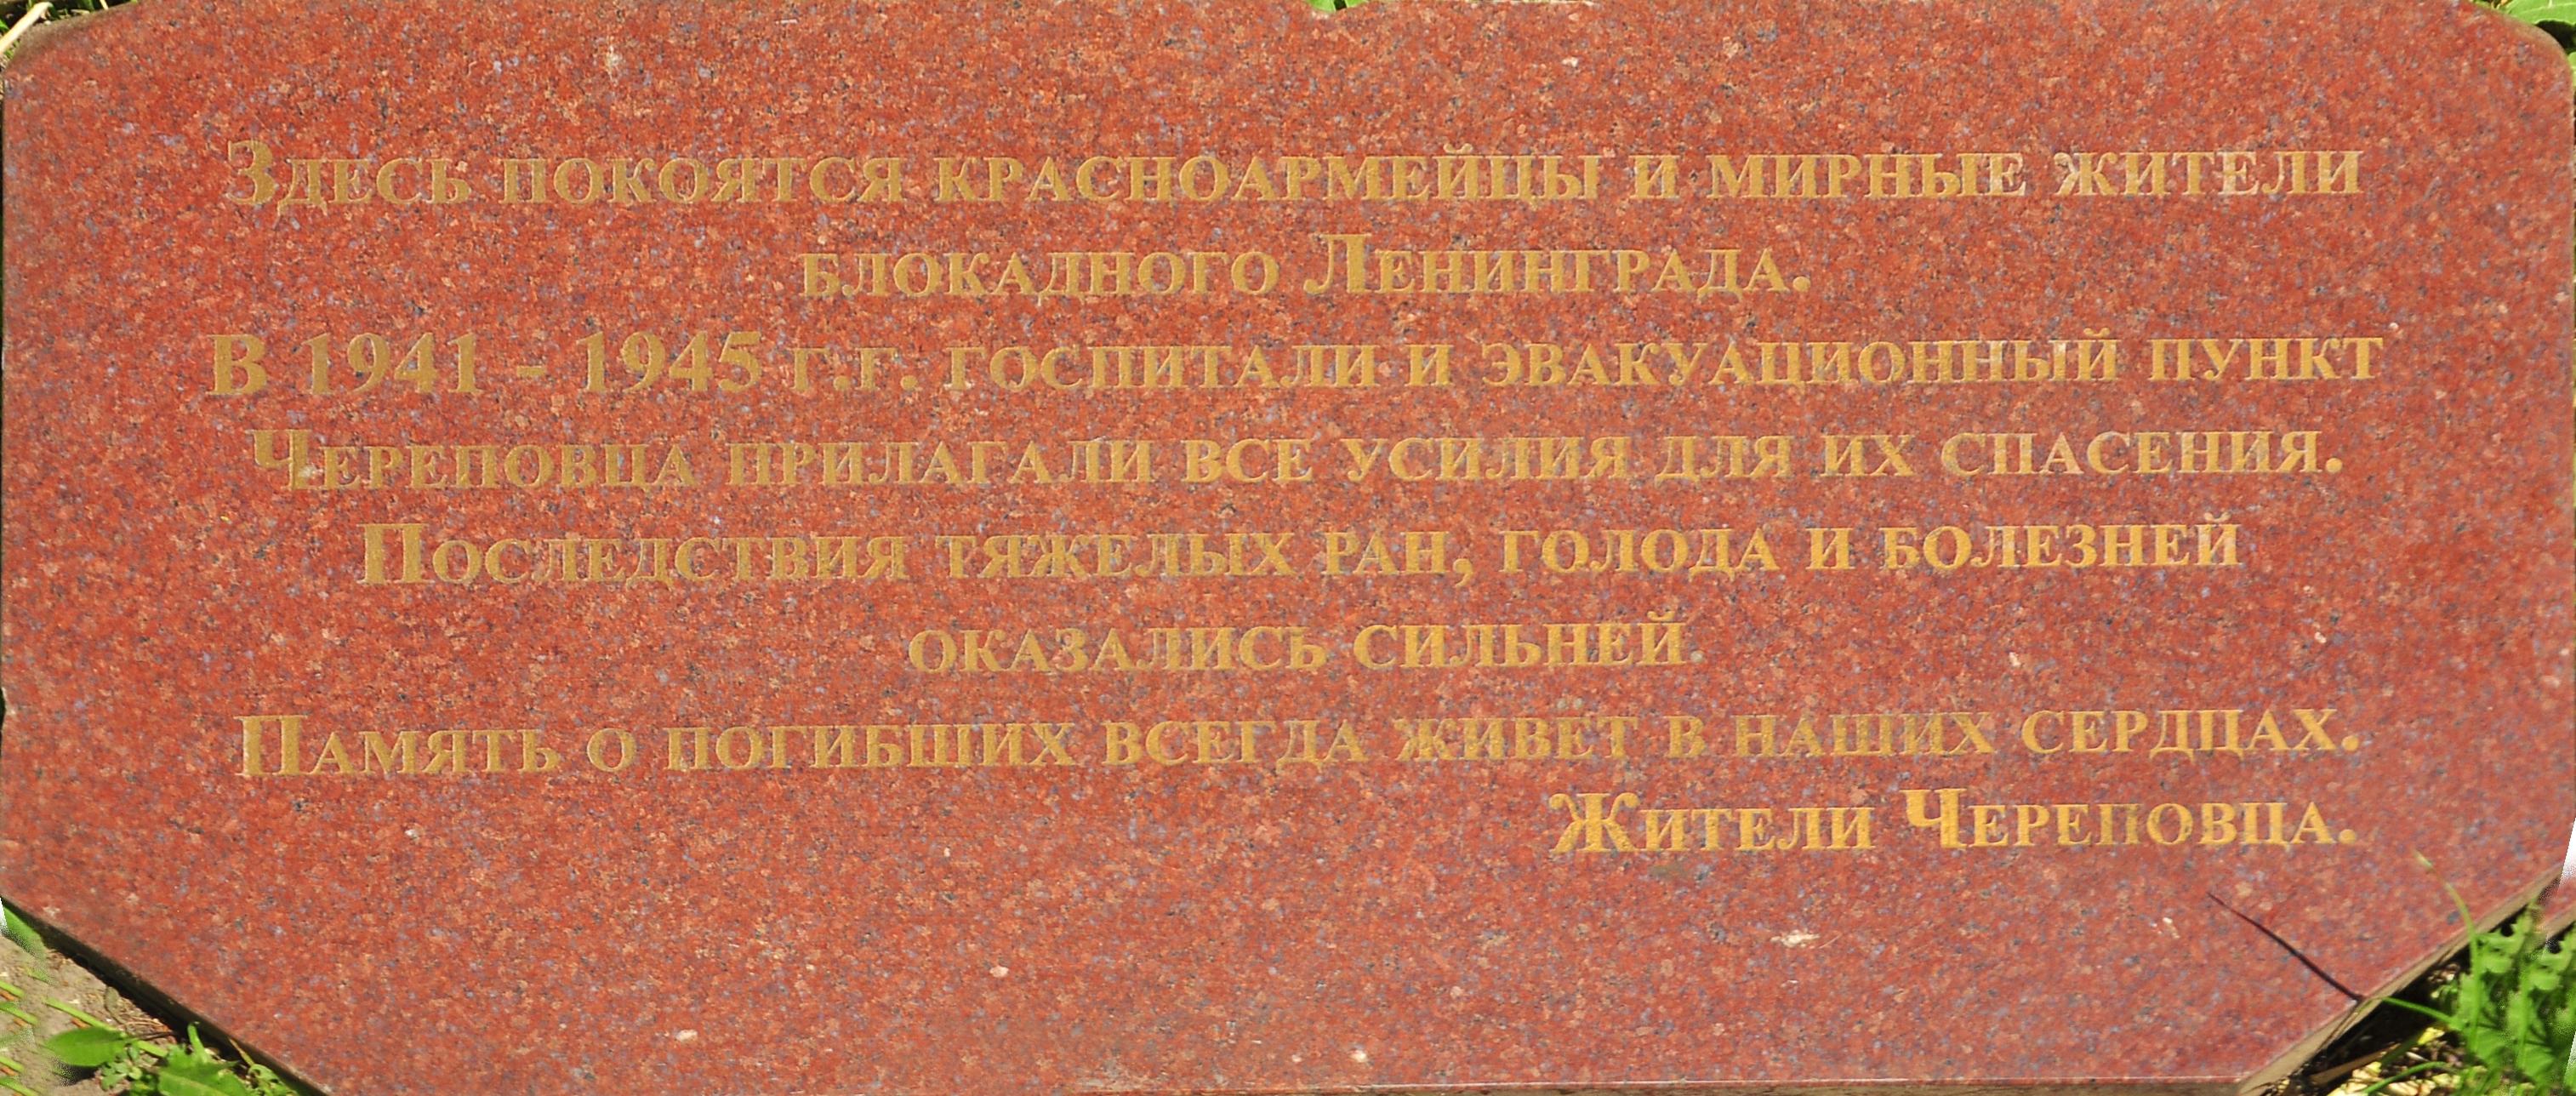 Здесь покоятся красноармейцы и мирные жители
блокадного Ленинграда.
В 1941 - 1945 г.г. госпитали и эвакуационный пункт
Череповца прилагали все усилия для их спасения.
Последствия тяжелых ран, голода и болезней
оказались сильней.
Память о погибших всегда живет в наших сердцах.
Жители Череповца.